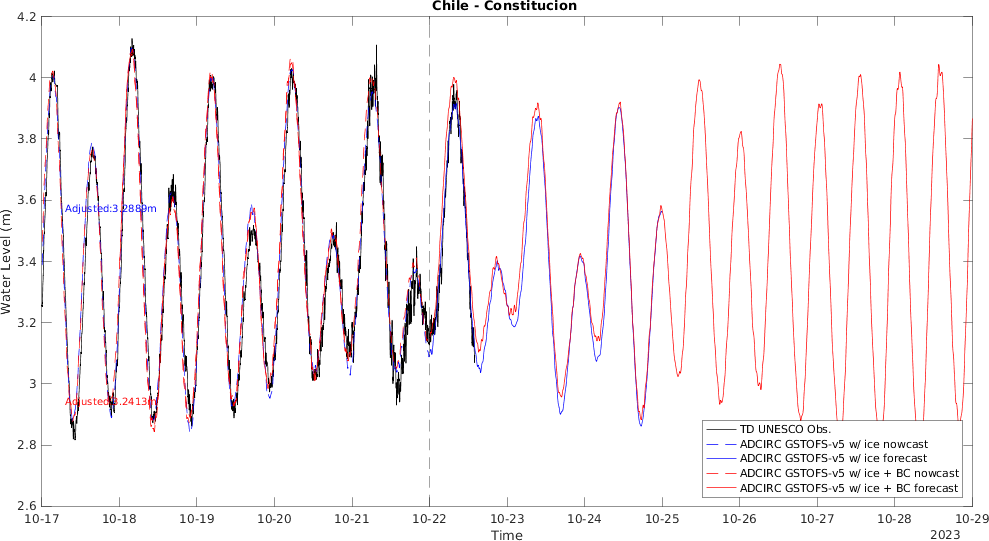 Chile - Constitucion
4.2
4
3.8
3.6
3.4
3.2
3
2.8
2.6
Water Level (m)
Adjusted:3.2889m
Adjusted:3.2413m
TD UNESCO Obs.
ADCIRC GSTOFS-v5 w/ ice nowcast
ADCIRC GSTOFS-v5 w/ ice forecast
ADCIRC GSTOFS-v5 w/ ice + BC nowcast
ADCIRC GSTOFS-v5 w/ ice + BC forecast
10-17 10-18 10-19 10-20 10-21 10-22 10-23 10-24 10-25 10-26 10-27 10-28 10-29
Time
2023